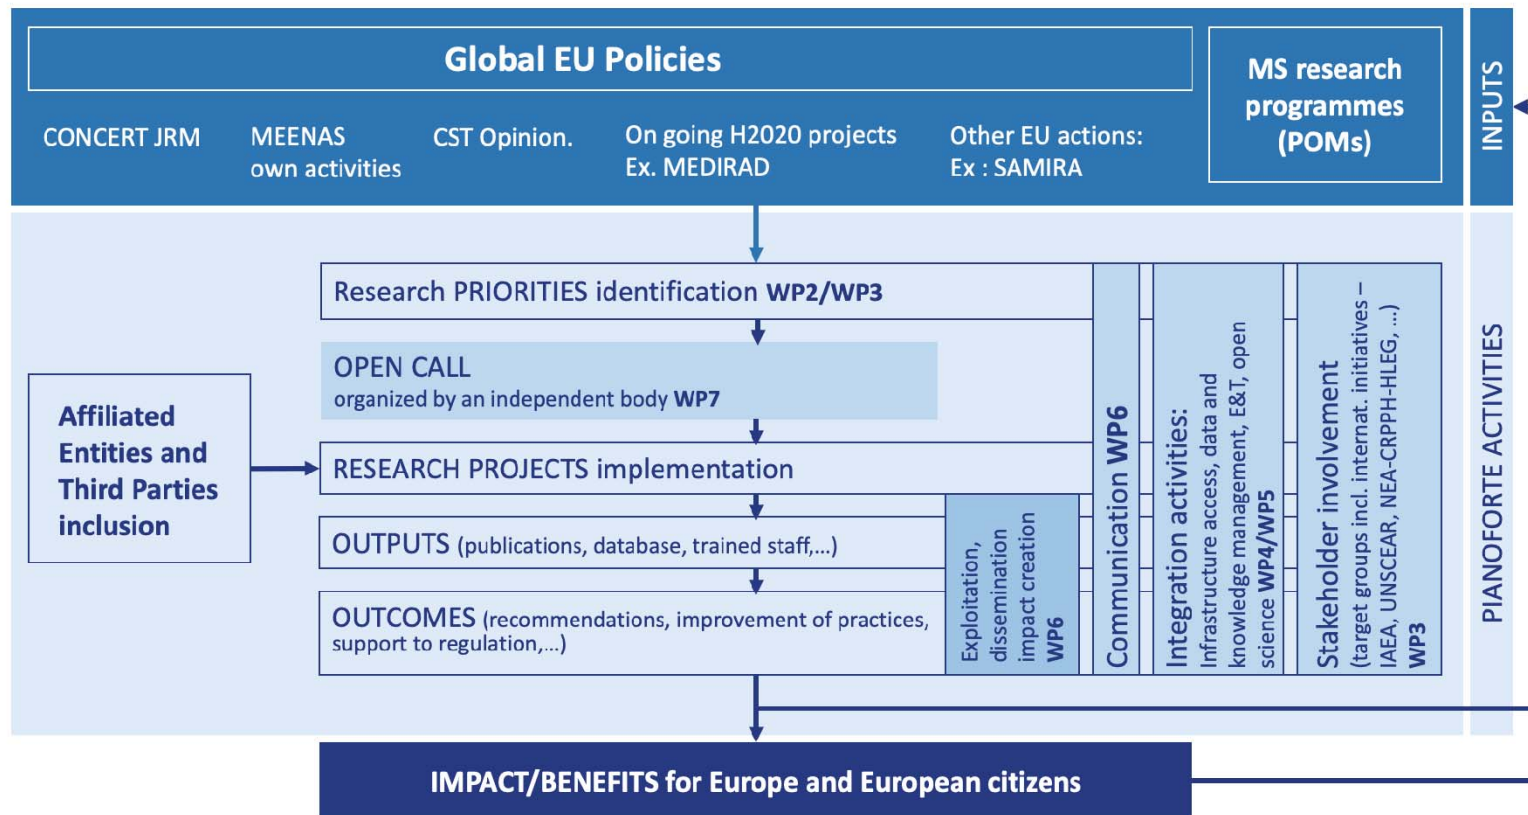 Global EU Policies
MS research
programmes
(POMs)
INPUTS
CONCERT JRM
MEENAS
own activities
CST Opinion.
On going H2020 projects
Ex. MEDIRAD
Other EU actions:
Ex : SAMIRA
Research PRIORITIES identification WP2/WP3
OPEN CALL
organized by an independent body WP7
Affiliated
Entities and
Third Parties
inclusion
RESEARCH PROJECTS implementation
OUTPUTS (publications, database, trained staff,...)
OUTCOMES (recommendations, improvement of practices,
support to regulation,...)
Exploitation,
dissemination
impact creation
WP6
Communication WP6
Integration activities:
Infrastructure access, data and
knowledge management, E&T, open
science WP4/WP5
Stakeholder involvement
(target groups incl. internat. initiatives –
IAEA, UNSCEAR, NEA-CRPPH-HLEG, ...)
WP3
PIANOFORTE ACTIVITIES
IMPACT/BENEFITS for Europe and European citizens